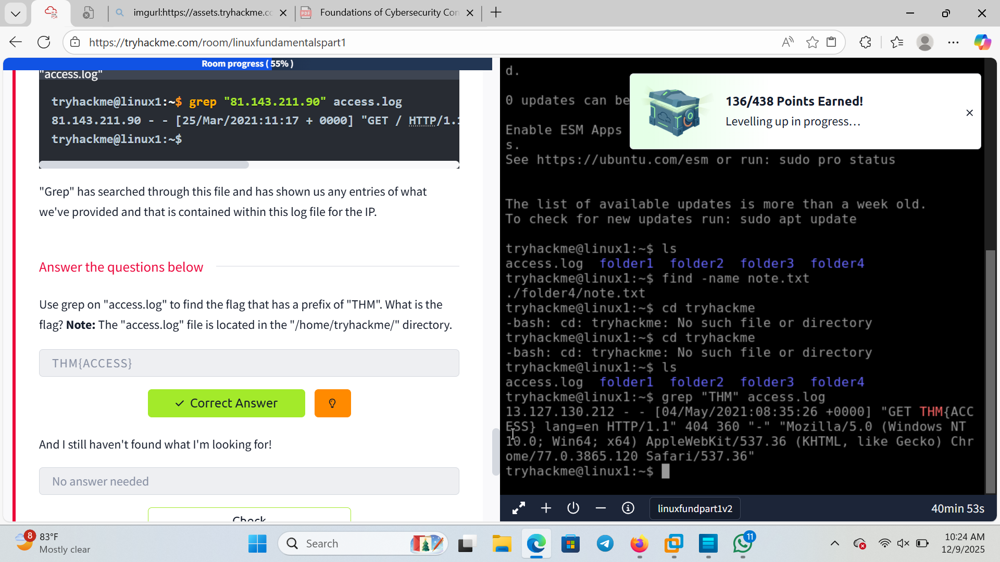 imgurl:https://assets.tryhackme.cc
PDF
Foundations of Cybersecurity Con
https://tryhackme.com/room/linuxfundamentalspart1
Room progress ( 55% )
"access.log"
tryhackme@linux1:~$ grep "81.143.211.90" access.log
81.143.211.90 - - [25/Mar/2021:11:17 + 0000] "GET / HTTP/1.1
tryhackme@linux1:~$
"Grep" has searched through this file and has shown us any entries of what
we've provided and that is contained within this log file for the IP.
Answer the questions below
Use grep on "access.log" to find the flag that has a prefix of "THM". What is the
flag? Note: The "access.log" file is located in the "/home/tryhackme/" directory.
THM{ACCESS}
Correct Answer
And I still haven't found what I'm looking for!
No answer needed
Check
d.
0 updates can be
Enable ESM Apps
s.
See https://ubuntu.com/esm or run: sudo pro status
136/438 Points Earned!
Levelling up in progress…
The list of available updates is more than a week old.
To check for new updates run: sudo apt update
tryhackme@linux1:~$ ls
access.log folder1 folder2 folder3 folder4
tryhackme@linux1:~$ find -name note.txt
./folder4/note.txt
tryhackme@linux1:~$ cd tryhackme
-bash: cd: tryhackme: No such file or directory
tryhackme@linux1:~$ cd tryhackme
-bash: cd: tryhackme: No such file or directory
tryhackme@linux1:~$ ls
access.log folder1 folder2 folder3 folder4
tryhackme@linux1:~$ grep "THM" access.log
13.127.130.212 - - [04/May/2021:08:35:26 +0000] "GET THM{ACC
ESS} lang=en HTTP/1.1" 404 360 "-" "Mozilla/5.0 (Windows NT
10.0; Win64; x64) AppleWebKit/537.36 (KHTML, like Gecko) Chr
ome/77.0.3865.120 Safari/537.36"
tryhackme@linux1:~$
linuxfundpart1v2
40min 53s
8
83°F
Mostly clear
Search
11
10:24 AM
12/9/2025